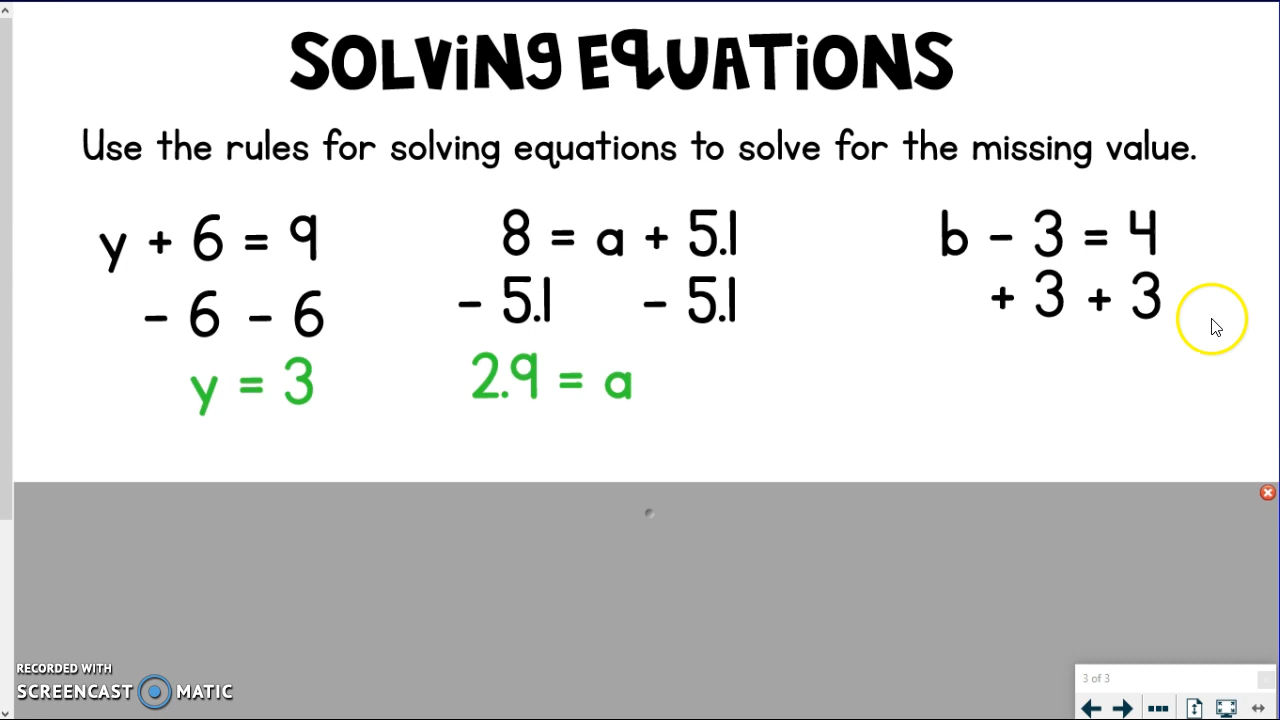 SOLViNG EQUATiONS
Use the rules for solving equations to solve for the missing value.
y + 6 = 9
- 6 - 6
y = 3
8 = a + 5.1
- 5.1 - 5.1
2.9 = a
b - 3 = 4
+ 3 + 3
RECORDED WITH
SCREENCAST MATIC
3 of 3